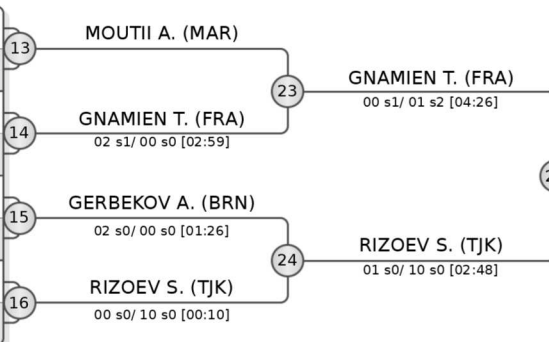 13
MOUTII A. (MAR)
23
GNAMIEN T. (FRA)
00 s1/ 01 s2 [04:26]
14
GNAMIEN T. (FRA)
02 s1/ 00 s0 [02:59]
15
GERBEKOV A. (BRN)
02 s0/ 00 s0 [01:26]
24
RIZOEV S. (TJK)
01 s0/ 10 s0 [02:48]
16
RIZOEV S. (TJK)
00 s0/ 10 s0 [00:10]